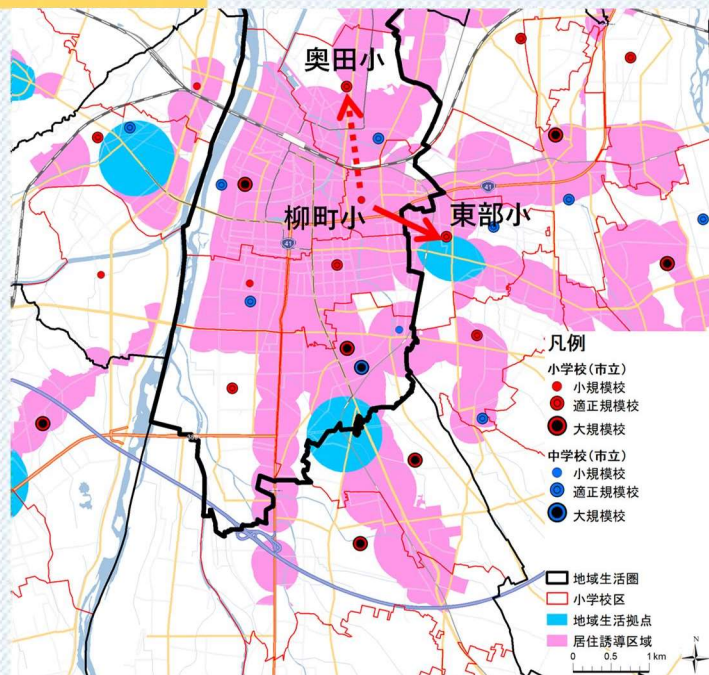 奥田小
41
柳町小
東部小
41
凡例
小学校(市立)
小規模校
適正規模校
大規模校
中学校(市立)
小規模校
適正規模校
大規模校
地域生活圏
小学校区
地域生活拠点
居住誘導区域
N
0 0.5 1km